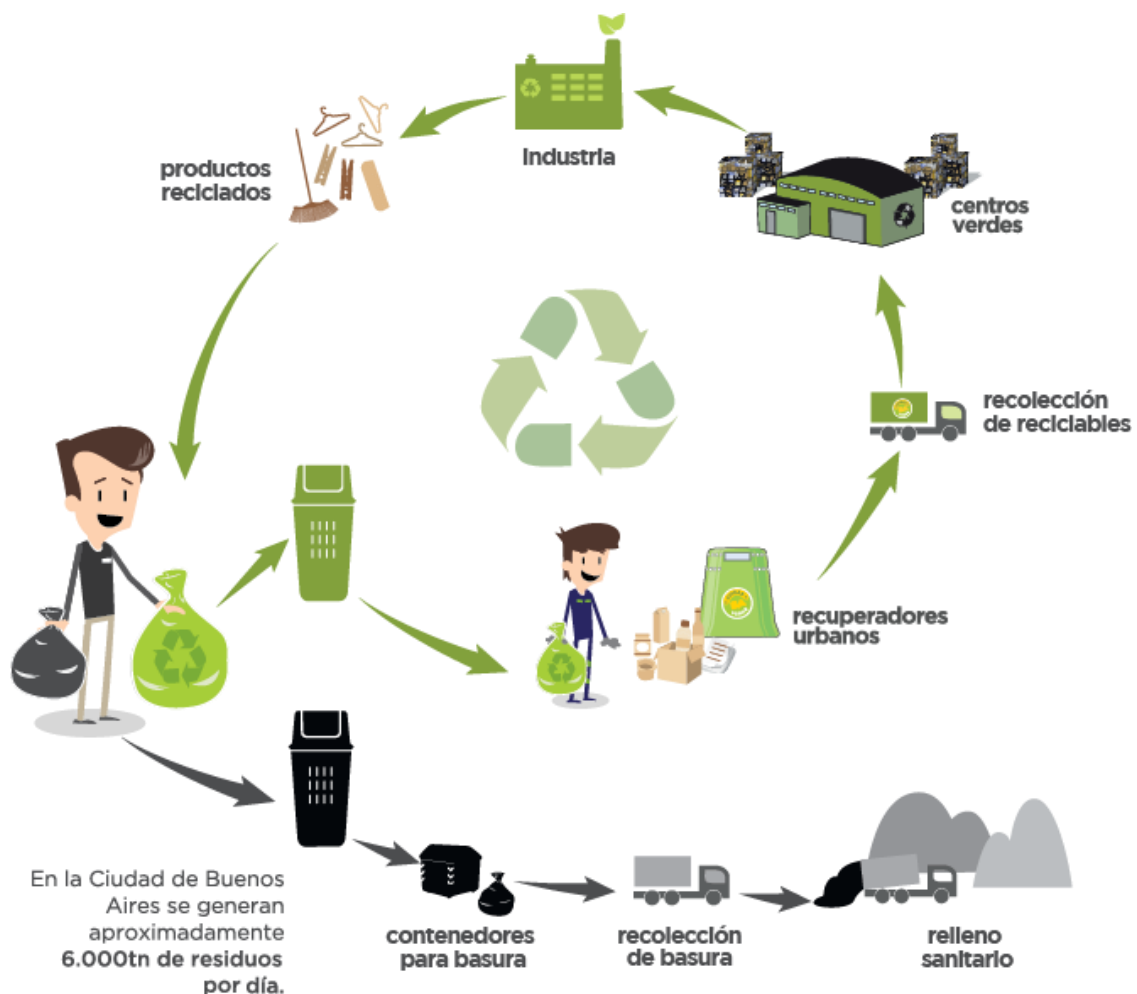 Industria
productos
reciclados
centros
verdes
recolección
de reciclables
recuperadores
urbanos
En la Ciudad de Buenos
Aires se generan
aproximadamente
6.000tn de residuos
por día.
contenedores
para basura
recolección
de basura
relleno
sanitario